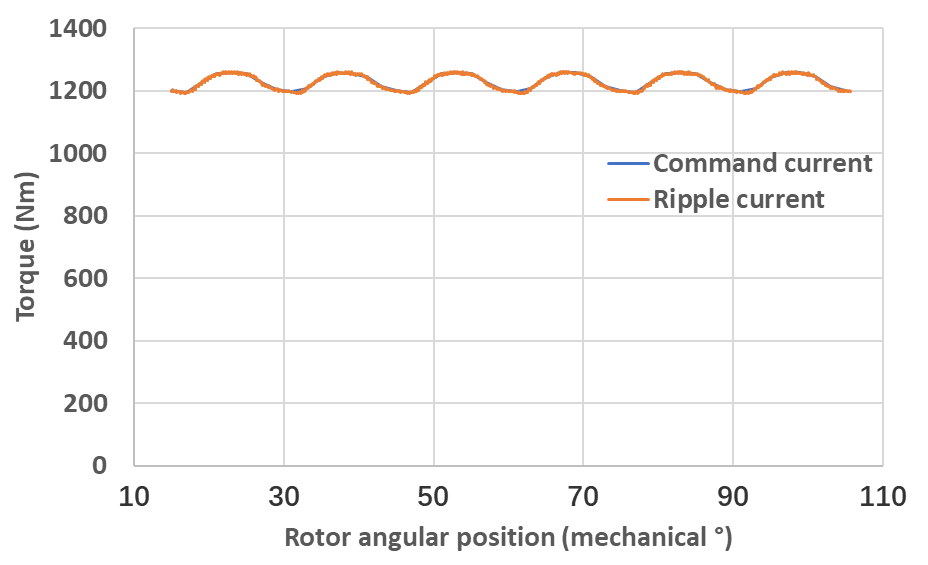 1400
1200
1000
800
600
400
200
0
Torque (Nm)
Command current
Ripple current
10 30 50 70 90 110
Rotor angular position (mechanical °)